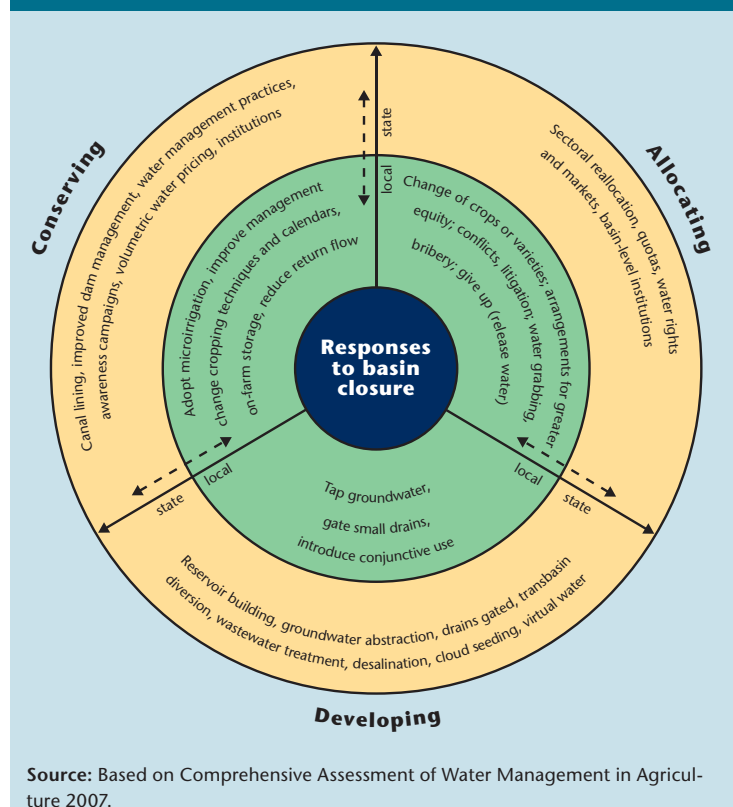 Conserving
Canal lining, improved dam management, water management practices,
awareness campaigns, volumetric water pricing, institutions
Adopt microirrigation, improve management
change cropping techniques and calendars,
on-farm storage, reduce return flow
state
local
Allocating
Sectoral reallocation, quotas, water rights
and markets, basin-level institutions
Change of crops or varieties; arrangements for greater
equity; conflicts, litigation; water grabbing,
bribery; give up (release water)
Responses
to basin
closure
local
state
local
state
Tap groundwater,
gate small drains,
introduce conjunctive use
Reservoir building, groundwater abstraction, drains gated, transbasin
diversion, wastewater treatment, desalination, cloud seeding, virtual water
Developing
Source: Based on Comprehensive Assessment of Water Management in Agricul-
ture 2007.